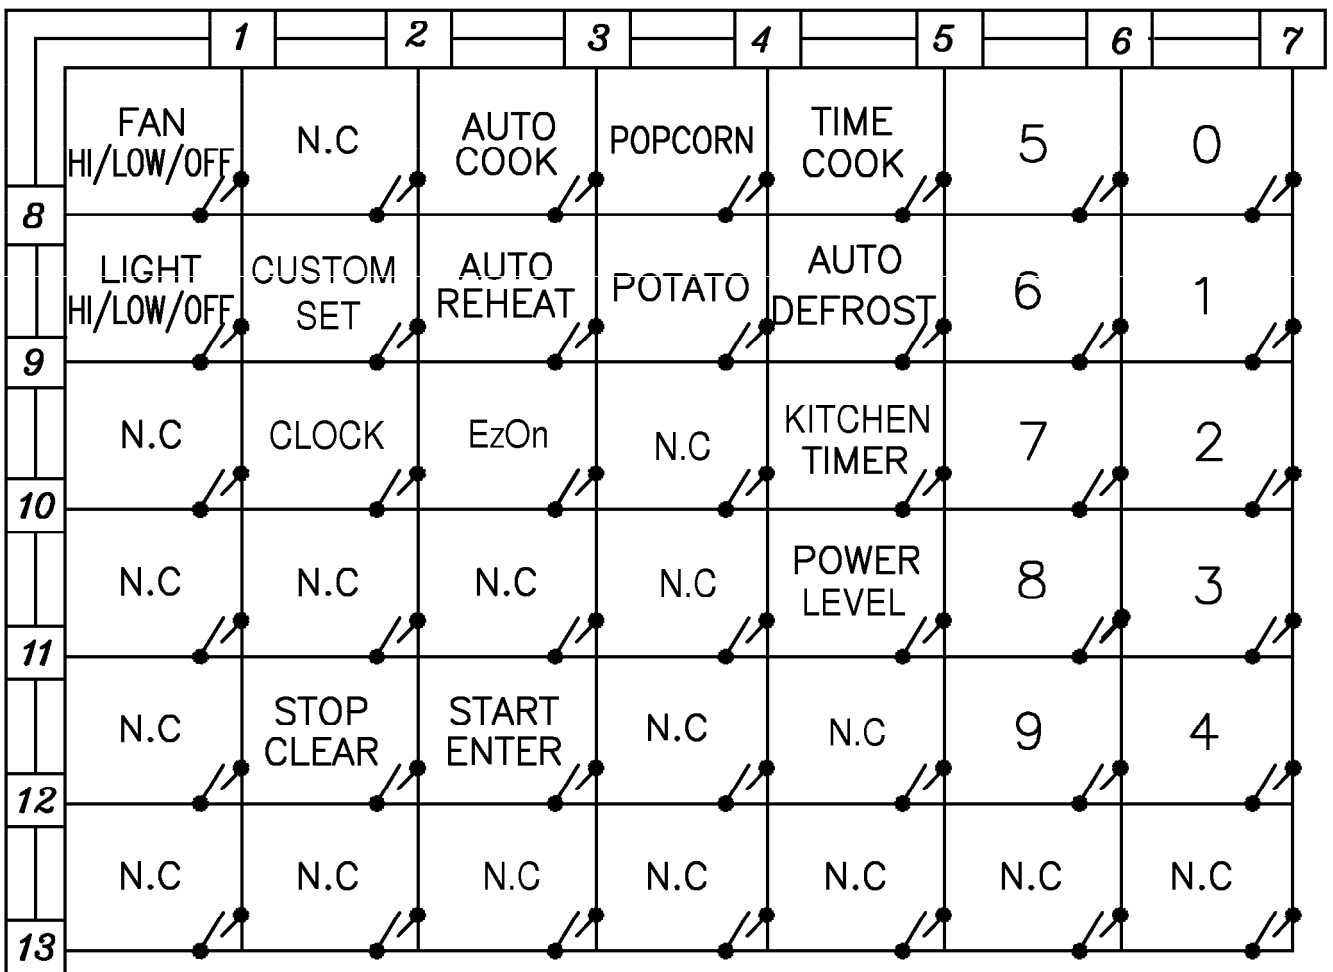 1 2 3 4 5 6 7
FAN
HI/LOW/OFF
N.C
AUTO
COOK
POPCORN
TIME
COOK
5
0
8
LIGHT
HI/LOW/OFF
CUSTOM
SET
AUTO
REHEAT
POTATO
AUTO
DEFROST
6
1
9
N.C
CLOCK
EzOn
N.C
KITCHEN
TIMER
7
2
10
N.C
N.C
N.C
N.C
POWER
LEVEL
8
3
11
N.C
STOP
CLEAR
START
ENTER
N.C
N.C
9
4
12
N.C
N.C
N.C
N.C
N.C
N.C
N.C
13